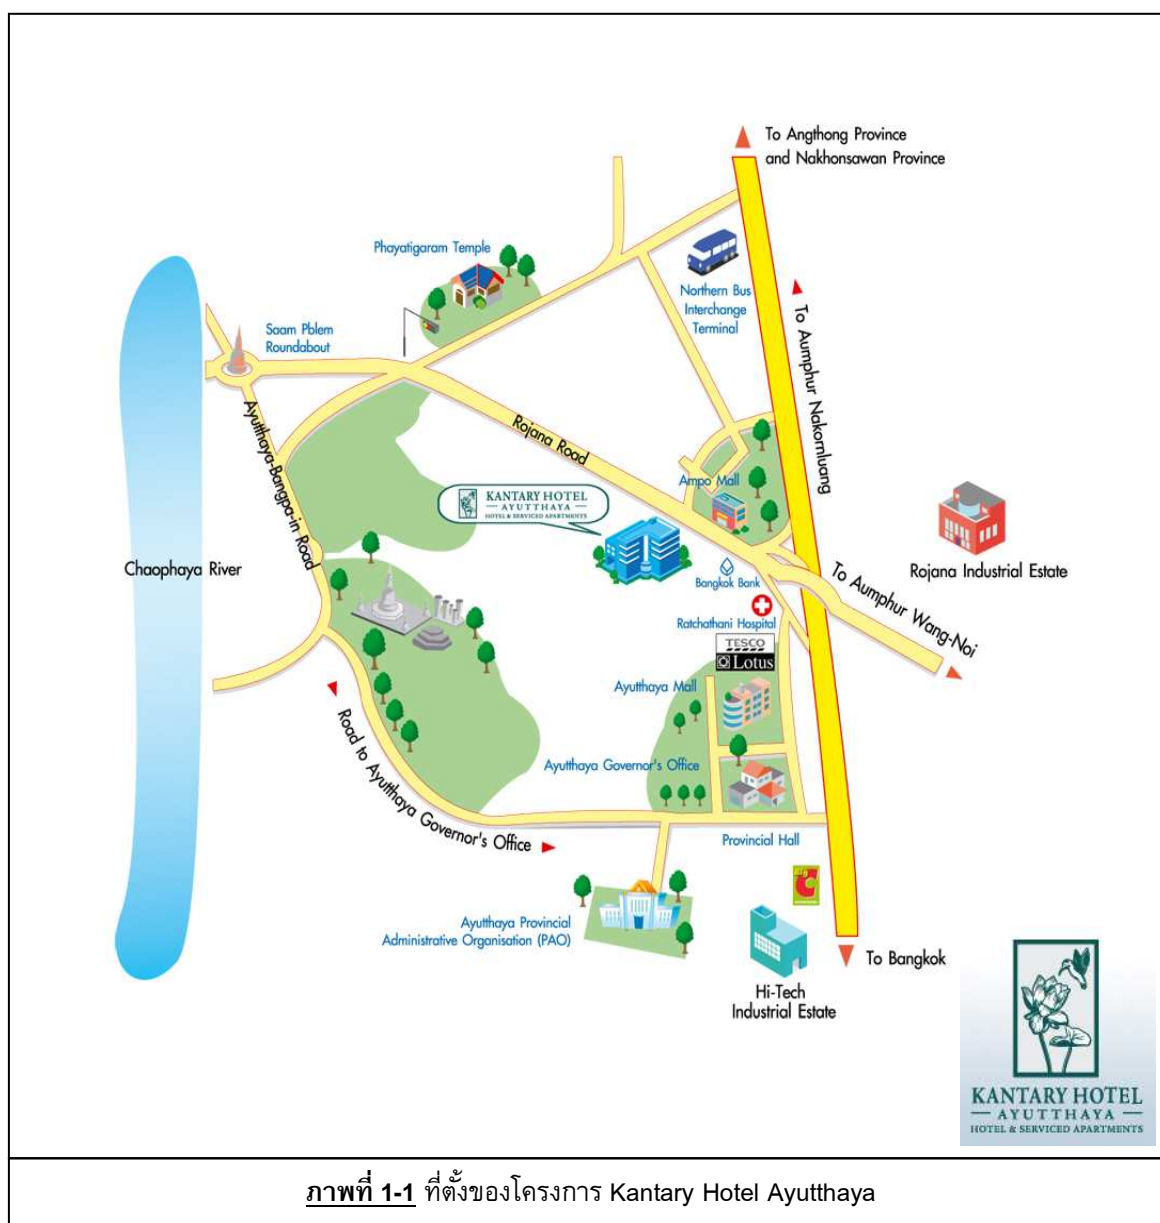 To Angthong Province
and Nakhonsawan Province
Phayatigaram Temple
Northern Bus
Interchange
Terminal
Saam Pblem
Roundabout
To Aumphur Nakornluang
Ayutthaya-Bangpa-in Road
Rojana Road
Ampo Mall
KANTARY HOTEL
AYUTTHAYA
HOTEL & SERVICED APARTMENTS
Chaophaya River
Bangkok Bank
To Aumphur Wang-Noi
Rojana Industrial Estate
Ratchathani Hospital
TESCO
Lotus
Ayutthaya Mall
Road to Ayutthaya Governor's Office
Ayutthaya Governor's Office
Provincial Hall
Big C
Ayutthaya Provincial
Administrative Organisation (PAO)
To Bangkok
Hi-Tech
Industrial Estate
KANTARY HOTEL
AYUTTHAYA
HOTEL & SERVICED APARTMENTS
ภาพที่ 1-1 ที่ตั้งของโครงการ Kantary Hotel Ayutthaya